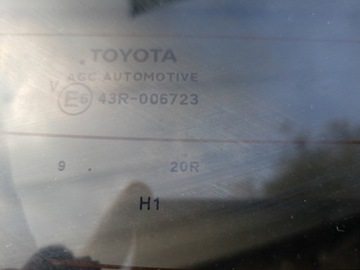 TOYOTA
AGC AUTOMOTIVE
V
E6 43R-006723
9 . 20R
H1